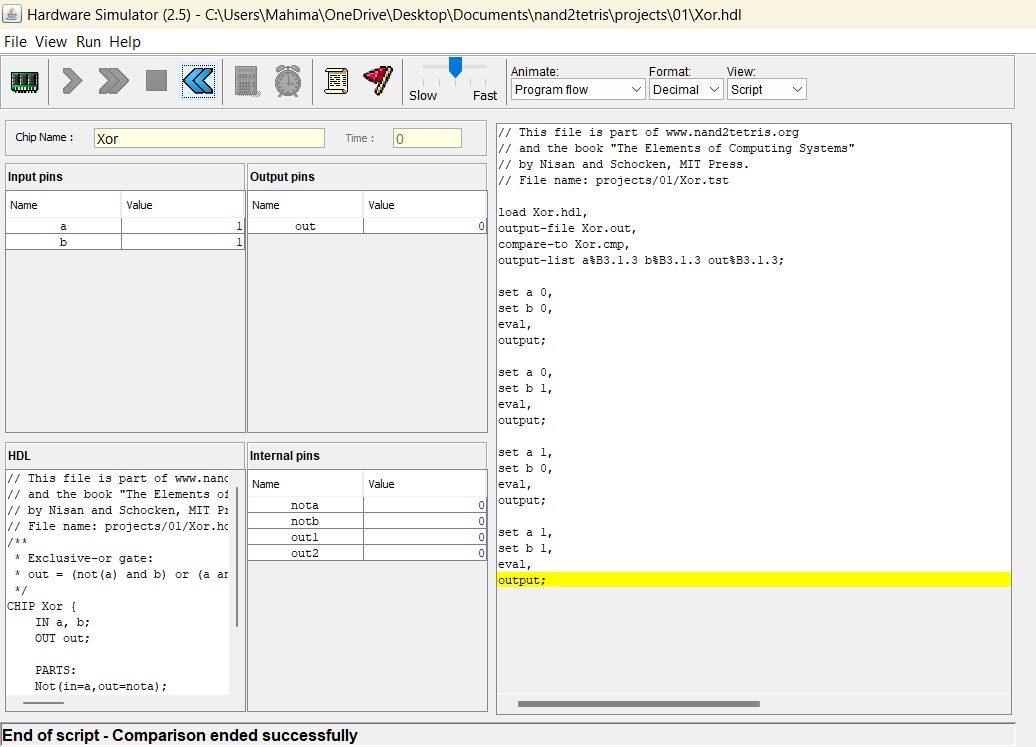 Hardware Simulator (2.5) - C:\Users\Mahima\OneDrive\Desktop\Documents\nand2tetris\projects\01\Xor.hdl
File View Run Help
Slow Fast
Animate:
Program flow
Format:
Decimal
View:
Script
Chip Name :
Xor
Time :
0
Input pins
Name Value
a 1
b 1
Output pins
Name Value
out 0
HDL
// This file is part of www.nand
// and the book "The Elements of
// by Nisan and Schocken, MIT Pr
// File name: projects/01/Xor.hd
/**
* Exclusive-or gate:
* out = (not(a) and b) or (a an
*/
CHIP Xor {
IN a, b;
OUT out;
PARTS:
Not(in=a,out=nota);
Internal pins
Name Value
nota 0
notb 0
out1 0
out2 0
// This file is part of www.nand2tetris.org
// and the book "The Elements of Computing Systems"
// by Nisan and Schocken, MIT Press.
// File name: projects/01/Xor.tst
load Xor.hdl,
output-file Xor.out,
compare-to Xor.cmp,
output-list a%B3.1.3 b%B3.1.3 out%B3.1.3;
set a 0,
set b 0,
eval,
output;
set a 0,
set b 1,
eval,
output;
set a 1,
set b 0,
eval,
output;
set a 1,
set b 1,
eval,
output;
End of script - Comparison ended successfully